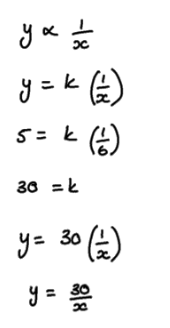 y ∝ 1/x
y = k (1/x)
5 = k (1/6)
30 = k
y = 30 (1/x)
y = 30/x